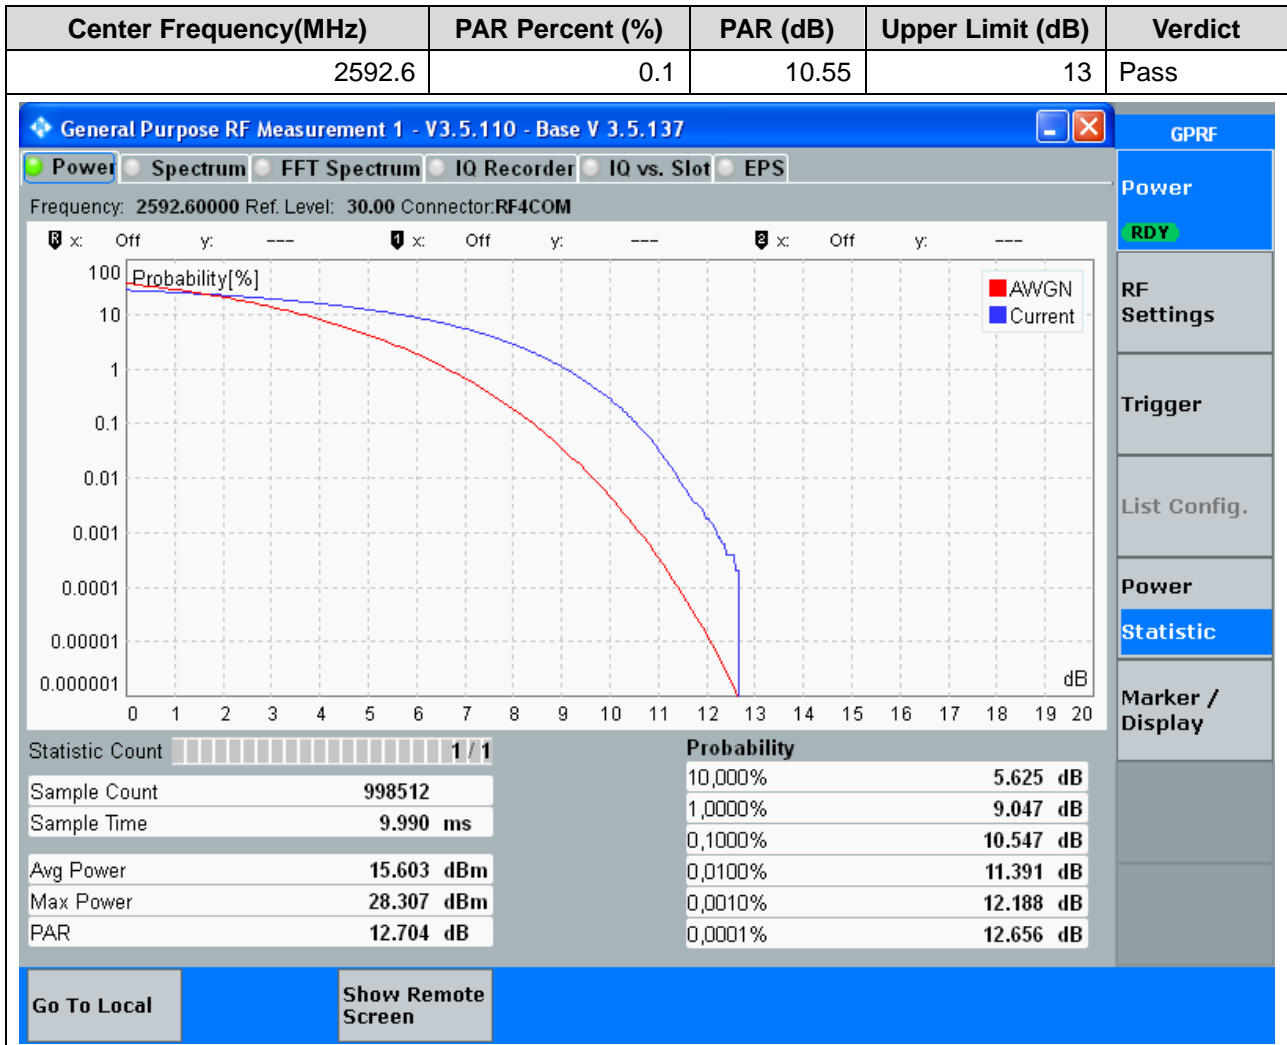 Center Frequency(MHz) PAR Percent (%) PAR (dB) Upper Limit (dB) Verdict
2592.6 0.1 10.55 13 Pass
General Purpose RF Measurement 1 - V3.5.110 - Base V 3.5.137
GPRF
Power Spectrum FFT Spectrum IQ Recorder IQ vs. Slot EPS
Frequency: 2592.60000 Ref. Level: 30.00 Connector:RF4COM
R x: Off y: --- 1 x: Off y: --- 2 x: Off y: ---
Probability[%]
AWGN
Current
100
10
1
0.1
0.01
0.001
0.0001
0.00001
0.000001
dB
0 1 2 3 4 5 6 7 8 9 10 11 12 13 14 15 16 17 18 19 20
Statistic Count 1 / 1
Sample Count 998512
Sample Time 9.990 ms
Avg Power 15.603 dBm
Max Power 28.307 dBm
PAR 12.704 dB
Probability
10,000% 5.625 dB
1,0000% 9.047 dB
0,1000% 10.547 dB
0,0100% 11.391 dB
0,0010% 12.188 dB
0,0001% 12.656 dB
Power
RDY
RF
Settings
Trigger
List Config.
Power
Statistic
Marker /
Display
Go To Local
Show Remote
Screen